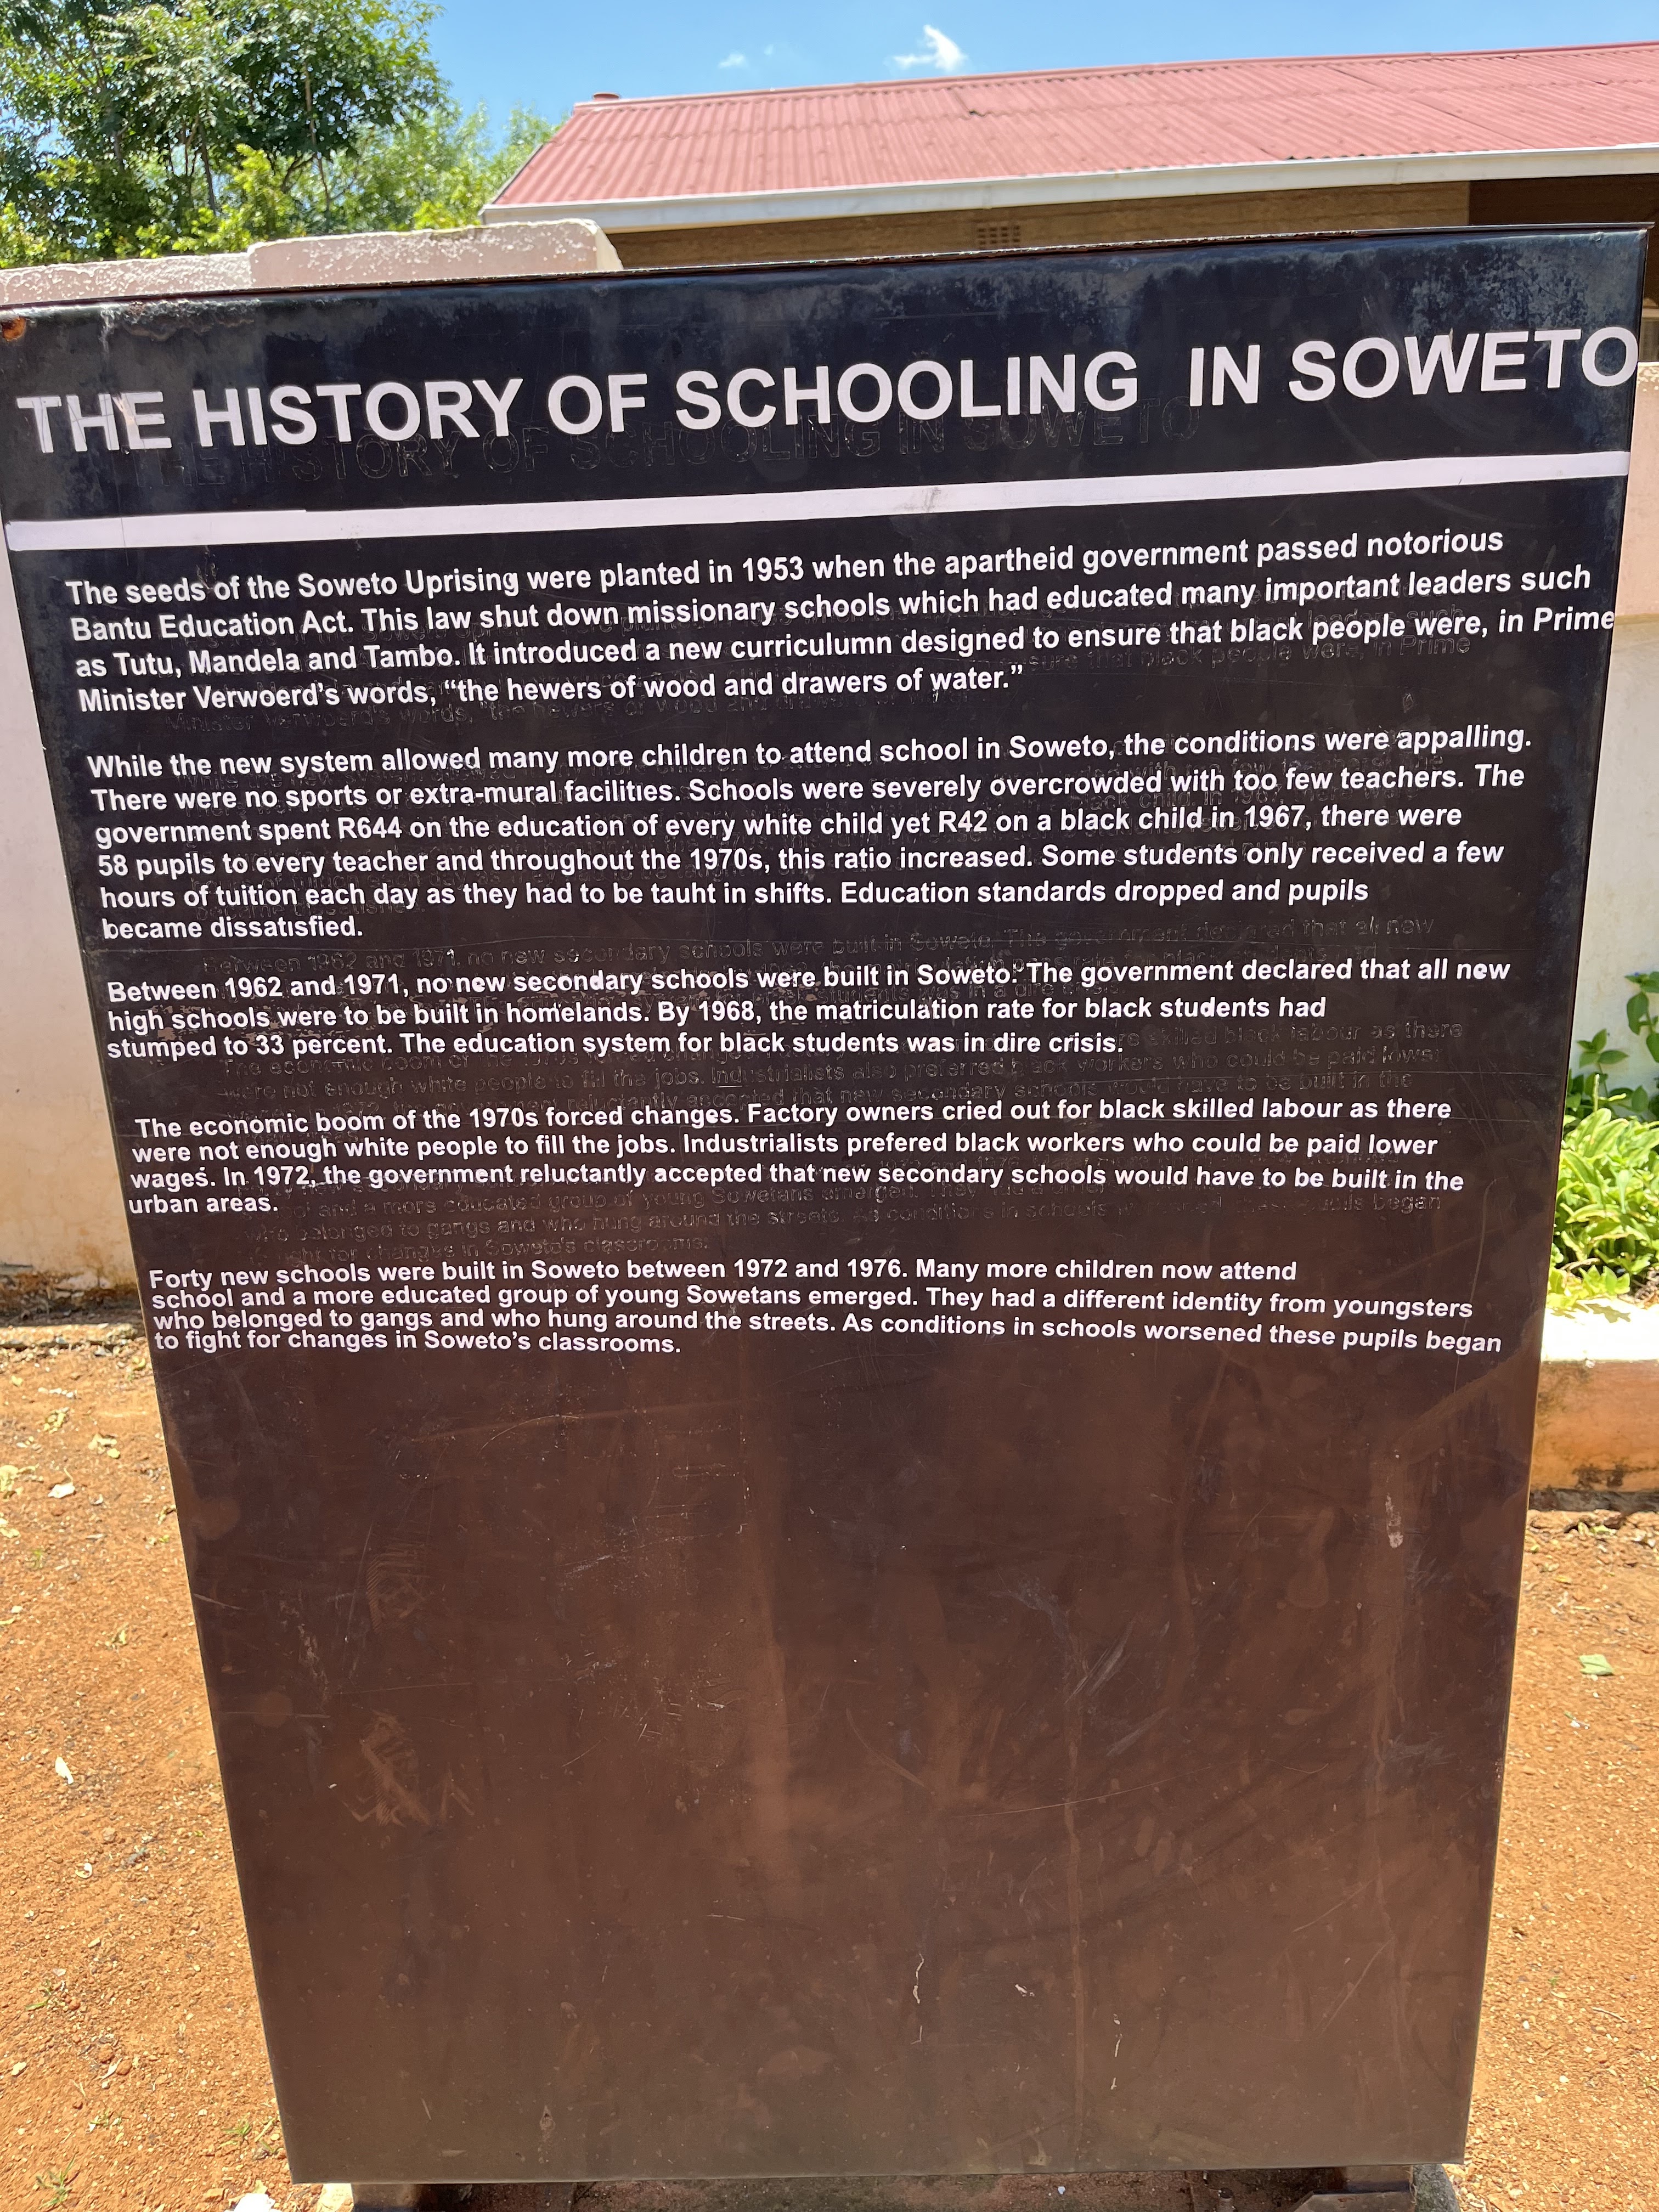 THE HISTORY OF SCHOOLING IN SOWETO
The seeds of the Soweto Uprising were planted in 1953 when the apartheid government passed notorious
Bantu Education Act. This law shut down missionary schools which had educated many important leaders such
as Tutu, Mandela and Tambo. It introduced a new curriculumn designed to ensure that black people were, in Prime
Minister Verwoerd's words, “the hewers of wood and drawers of water.”
While the new system allowed many more children to attend school in Soweto, the conditions were appalling.
There were no sports or extra-mural facilities. Schools were severely overcrowded with too few teachers. The
government spent R644 on the education of every white child yet R42 on a black child in 1967, there were
58 pupils to every teacher and throughout the 1970s, this ratio increased. Some students only received a few
hours of tuition each day as they had to be tauht in shifts. Education standards dropped and pupils
became dissatisfied.
Between 1962 and 1971, no new secondary schools were built in Soweto. The government declared that all new
high schools were to be built in homelands. By 1968, the matriculation rate for black students had
stumped to 33 percent. The education system for black students was in dire crisis.
The economic boom of the 1970s forced changes. Factory owners cried out for black skilled labour as there
were not enough white people to fill the jobs. Industrialists prefered black workers who could be paid lower
wages. In 1972, the government reluctantly accepted that new secondary schools would have to be built in the
urban areas.
Forty new schools were built in Soweto between 1972 and 1976. Many more children now attend
school and a more educated group of young Sowetans emerged. They had a different identity from youngsters
who belonged to gangs and who hung around the streets. As conditions in schools worsened these pupils began
to fight for changes in Soweto's classrooms.